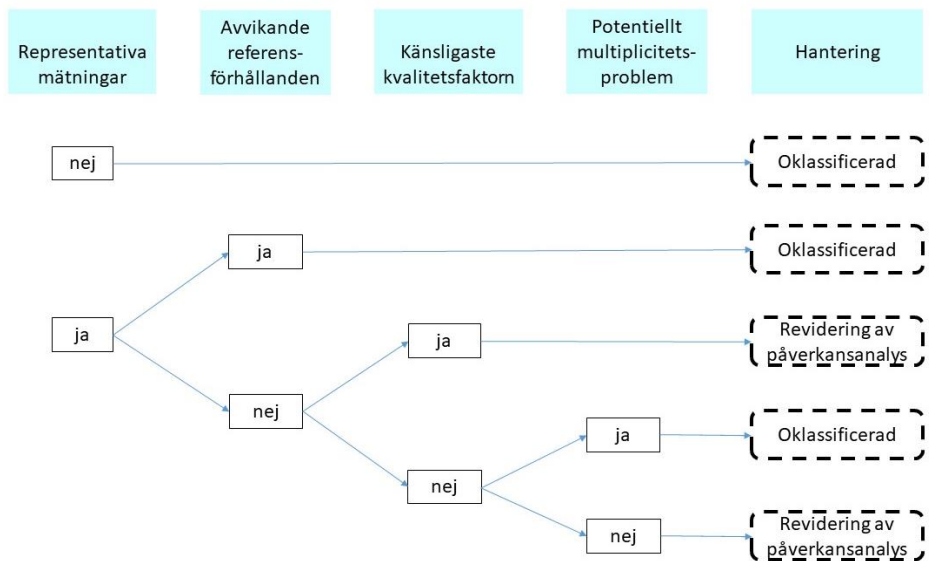 Representativa
mätningar
Avvikande
referens-
förhållanden
Känsligaste
kvalitetsfaktorn
Potentiellt
multiplicitets-
problem
Hantering
nej
Oklassificerad
ja
Oklassificerad
ja
ja
Revidering av
påverkansanalys
nej
ja
Oklassificerad
nej
nej
Revidering av
påverkansanalys